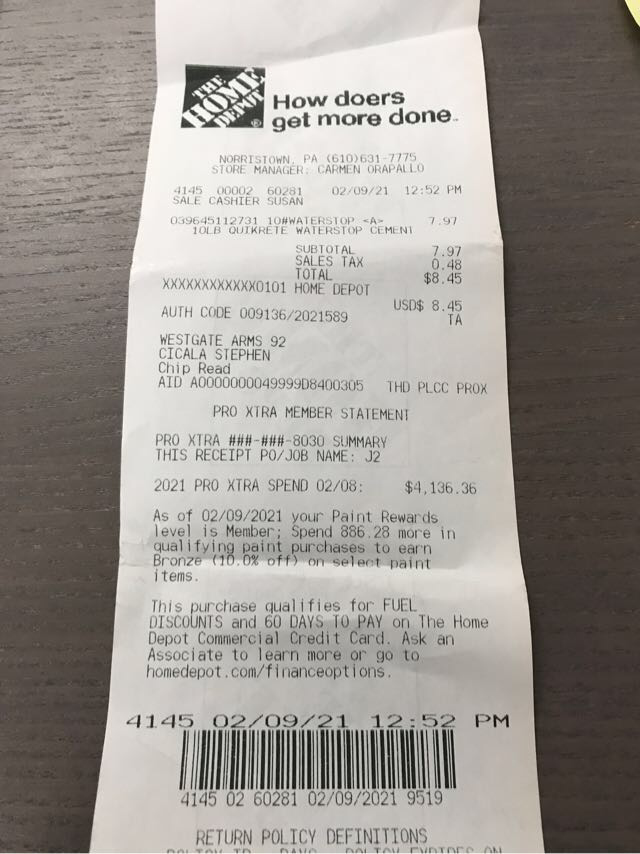 THE
HOME
DEPOT
How doers
get more done™
NORRISTOWN, PA (610)631-7775
STORE MANAGER: CARMEN ORAPALLO
4145 00002 60281 02/09/21 12:52 PM
SALE CASHIER SUSAN
039645112731 10#WATERSTOP <A> 7.97
10LB QUIKRETE WATERSTOP CEMENT
SUBTOTAL 7.97
SALES TAX 0.48
TOTAL $8.45
XXXXXXXXXXXX0101 HOME DEPOT
USD$ 8.45
AUTH CODE 009136/2021589 TA
WESTGATE ARMS 92
CICALA STEPHEN
Chip Read
AID A0000000049999D8400305 THD PLCC PROX
PRO XTRA MEMBER STATEMENT
PRO XTRA ###-###-8030 SUMMARY
THIS RECEIPT PO/JOB NAME: J2
2021 PRO XTRA SPEND 02/08: $4,136.36
As of 02/09/2021 your Paint Rewards
level is Member; Spend 886.28 more in
qualifying paint purchases to earn
Bronze (10.0% off) on select paint
items.
This purchase qualifies for FUEL
DISCOUNTS and 60 DAYS TO PAY on The Home
Depot Commercial Credit Card. Ask an
Associate to learn more or go to
homedepot.com/financeoptions.
4145 02/09/21 12:52 PM
4145 02 60281 02/09/2021 9519
RETURN POLICY DEFINITIONS
POLICY ID DAYS POLICY EXPIRES ON